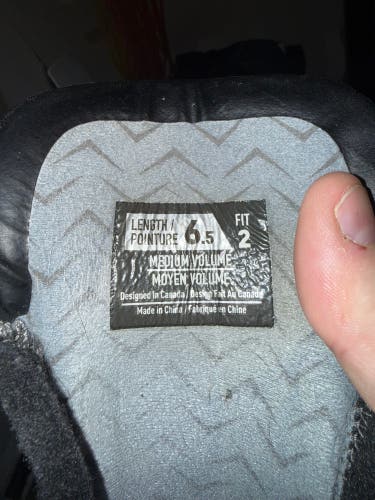 LENGTH / 6.5 FIT
POINTURE 2
MEDIUM VOLUME
MOYEN VOLUME
Designed in Canada / Design Fait Au Canada
Made in China / Fabriqué en Chine